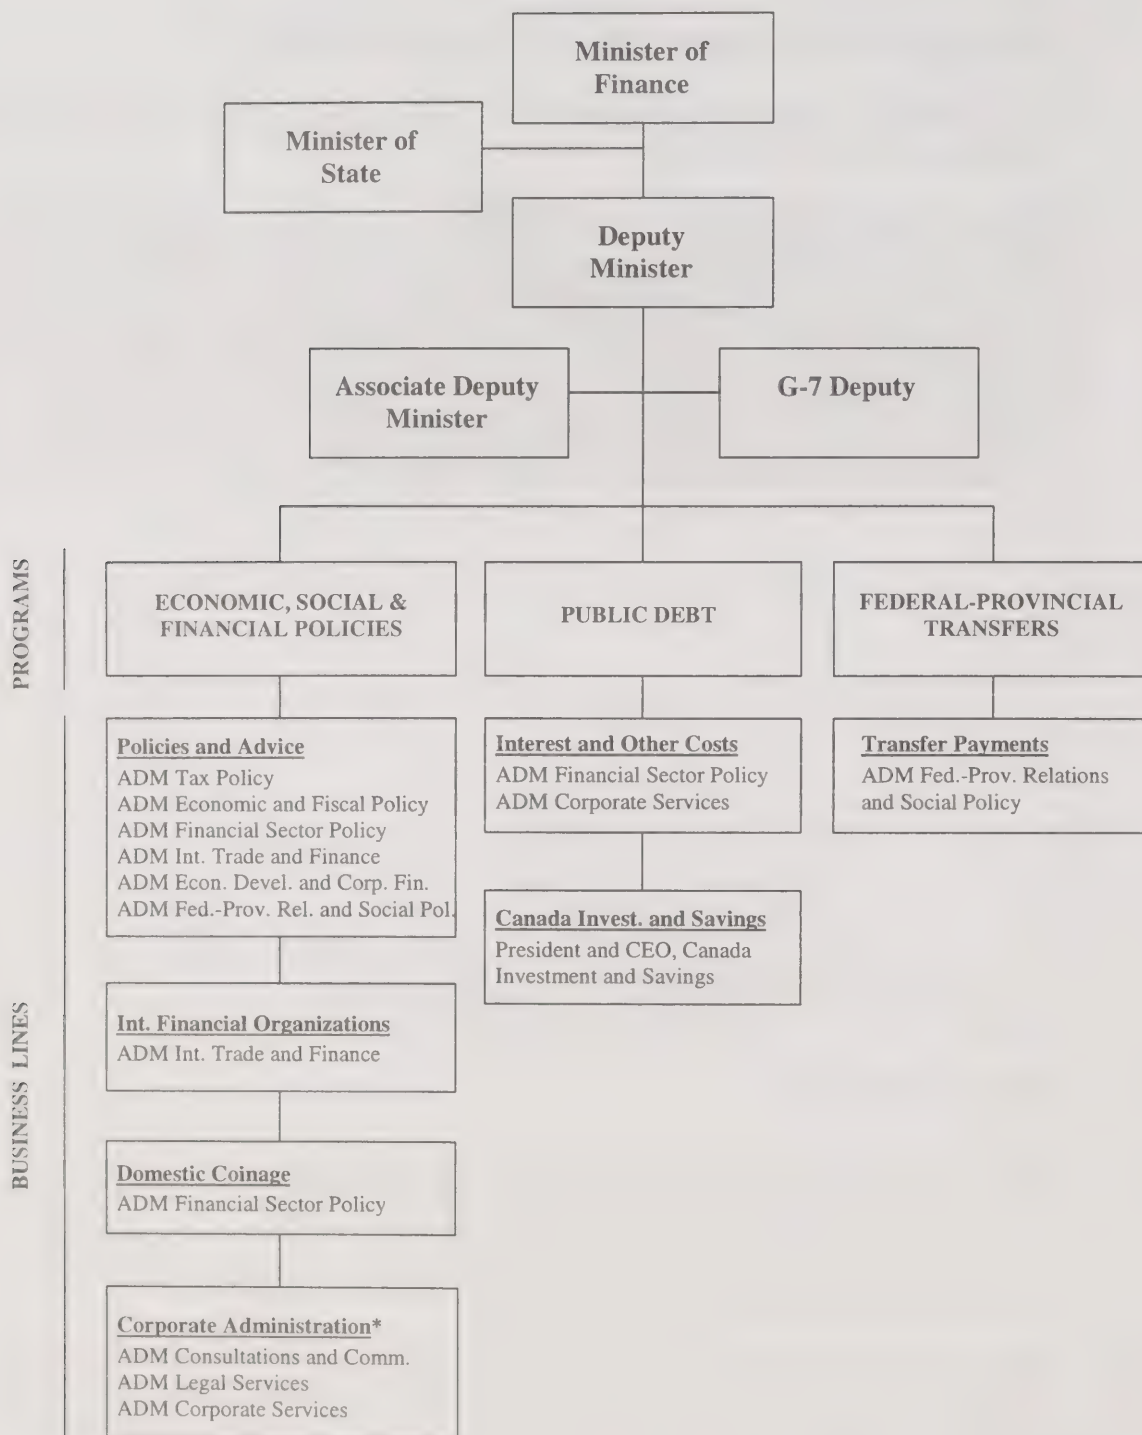 Minister of
Finance
Minister of
State
Deputy
Minister
Associate Deputy
Minister
G-7 Deputy
PROGRAMS
ECONOMIC, SOCIAL &
FINANCIAL POLICIES
PUBLIC DEBT
FEDERAL-PROVINCIAL
TRANSFERS
BUSINESS LINES
Policies and Advice
ADM Tax Policy
ADM Economic and Fiscal Policy
ADM Financial Sector Policy
ADM Int. Trade and Finance
ADM Econ. Devel. and Corp. Fin.
ADM Fed.-Prov. Rel. and Social Pol.
Interest and Other Costs
ADM Financial Sector Policy
ADM Corporate Services
Transfer Payments
ADM Fed.-Prov. Relations
and Social Policy
Canada Invest. and Savings
President and CEO, Canada
Investment and Savings
Int. Financial Organizations
ADM Int. Trade and Finance
Domestic Coinage
ADM Financial Sector Policy
Corporate Administration*
ADM Consultations and Comm.
ADM Legal Services
ADM Corporate Services